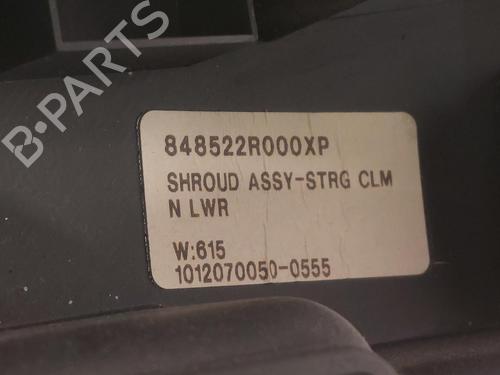 B-PARTS
848522R000XP
SHROUD ASSY-STRG CLM
N LWR
W:615
1012070050-0555